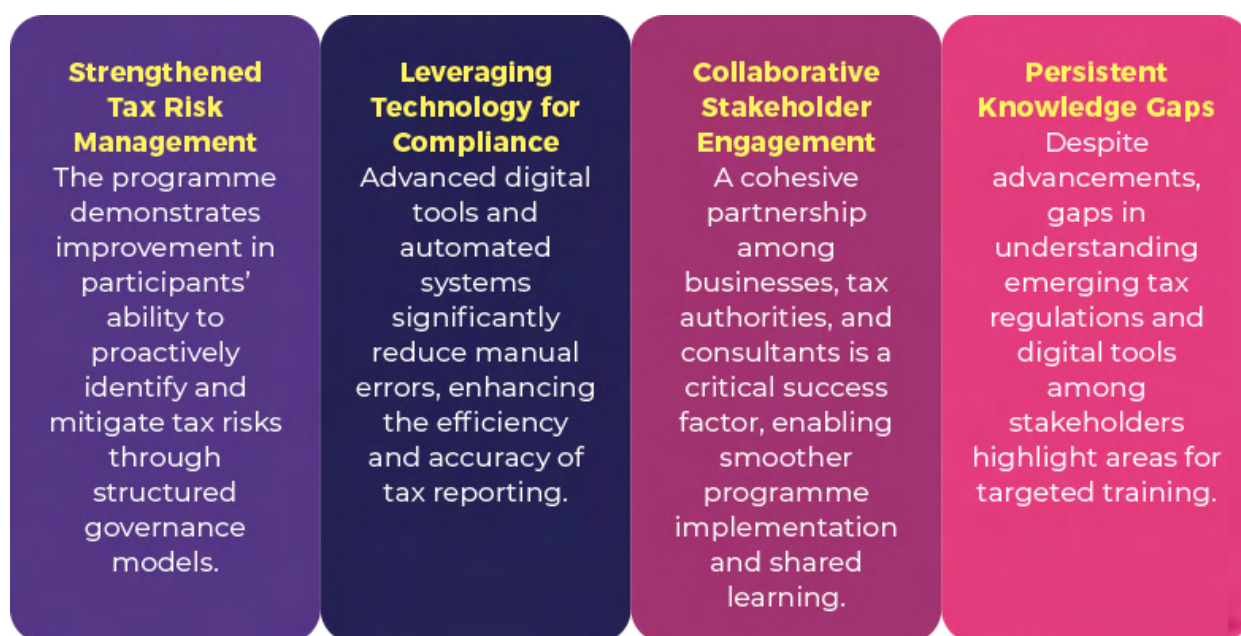 Strengthened
Tax Risk
Management
The programme
demonstrates
improvement in
participants’
ability to
proactively
identify and
mitigate tax risks
through
structured
governance
models.
Leveraging
Technology for
Compliance
Advanced digital
tools and
automated
systems
significantly
reduce manual
errors, enhancing
the efficiency
and accuracy of
tax reporting.
Collaborative
Stakeholder
Engagement
A cohesive
partnership
among
businesses, tax
authorities, and
consultants is a
critical success
factor, enabling
smoother
programme
implementation
and shared
learning.
Persistent
Knowledge Gaps
Despite
advancements,
gaps in
understanding
emerging tax
regulations and
digital tools
among
stakeholders
highlight areas for
targeted training.